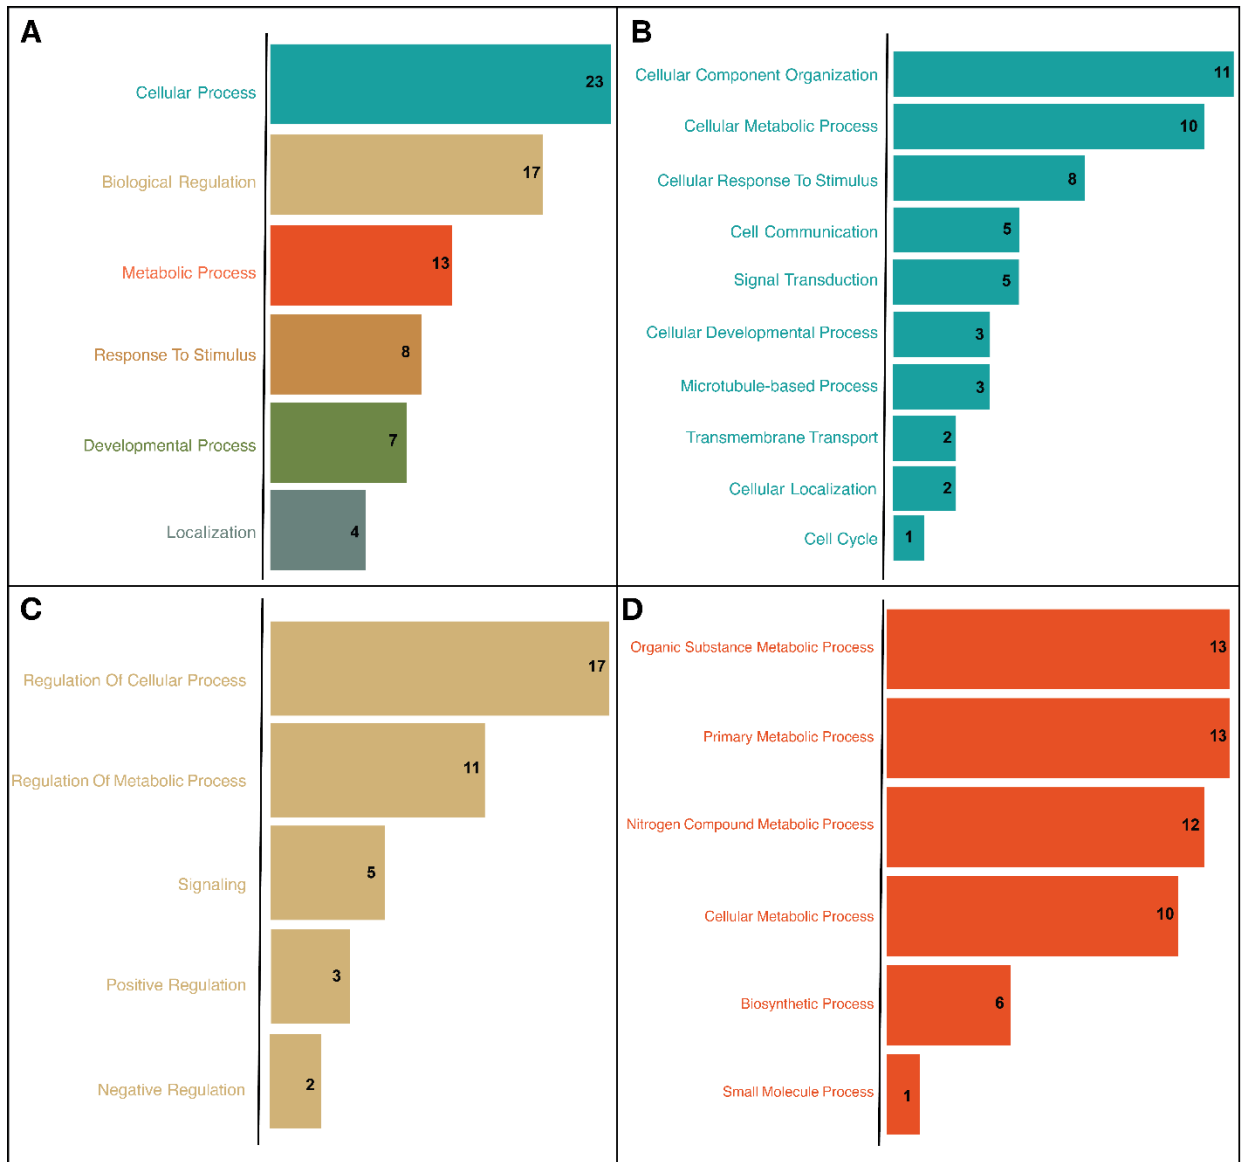 A
Cellular Process 23
Biological Regulation 17
Metabolic Process 13
Response To Stimulus 8
Developmental Process 7
Localization 4
B
Cellular Component Organization 11
Cellular Metabolic Process 10
Cellular Response To Stimulus 8
Cell Communication 5
Signal Transduction 5
Cellular Developmental Process 3
Microtubule-based Process 3
Transmembrane Transport 2
Cellular Localization 2
Cell Cycle 1
C
Regulation Of Cellular Process 17
Regulation Of Metabolic Process 11
Signaling 5
Positive Regulation 3
Negative Regulation 2
D
Organic Substance Metabolic Process 13
Primary Metabolic Process 13
Nitrogen Compound Metabolic Process 12
Cellular Metabolic Process 10
Biosynthetic Process 6
Small Molecule Process 1